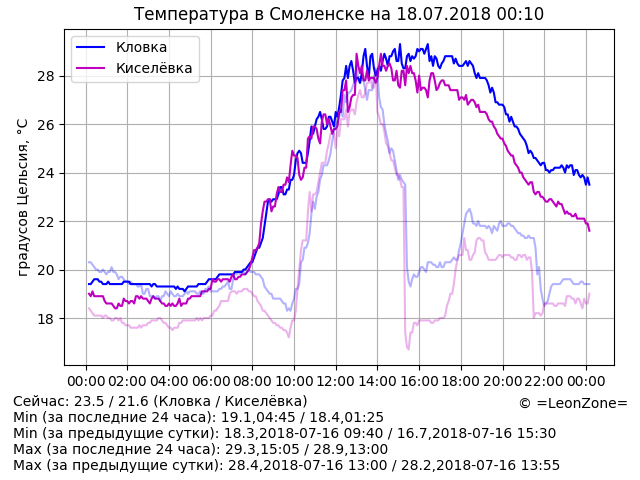 Температура в Смоленске на 18.07.2018 00:10
Кловка
Киселёвка
градусов Цельсия, °C
28
26
24
22
20
18
00:00 02:00 04:00 06:00 08:00 10:00 12:00 14:00 16:00 18:00 20:00 22:00 00:00
Сейчас: 23.5 / 21.6 (Кловка / Киселёвка)
© =LeonZone=
Min (за последние 24 часа): 19.1,04:45 / 18.4,01:25
Min (за предыдущие сутки): 18.3,2018-07-16 09:40 / 16.7,2018-07-16 15:30
Max (за последние 24 часа): 29.3,15:05 / 28.9,13:00
Max (за предыдущие сутки): 28.4,2018-07-16 13:00 / 28.2,2018-07-16 13:55